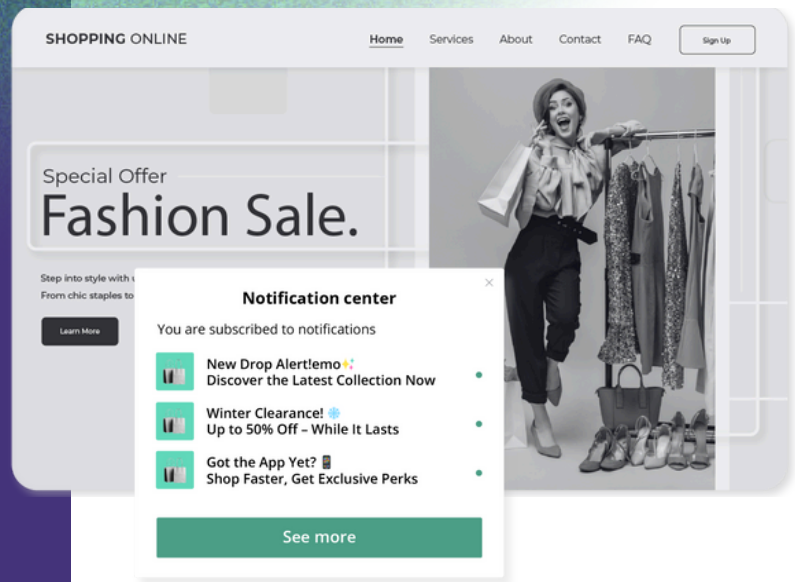 SHOPPING ONLINE
Home Services About Contact FAQ Sign Up
Special Offer
Fashion Sale.
Step into style with
From chic staples to
Learn More
Notification center
You are subscribed to notifications
New Drop Alert!emo✨
Discover the Latest Collection Now
Winter Clearance! ❄️
Up to 50% Off – While It Lasts
Got the App Yet? 📱
Shop Faster, Get Exclusive Perks
See more